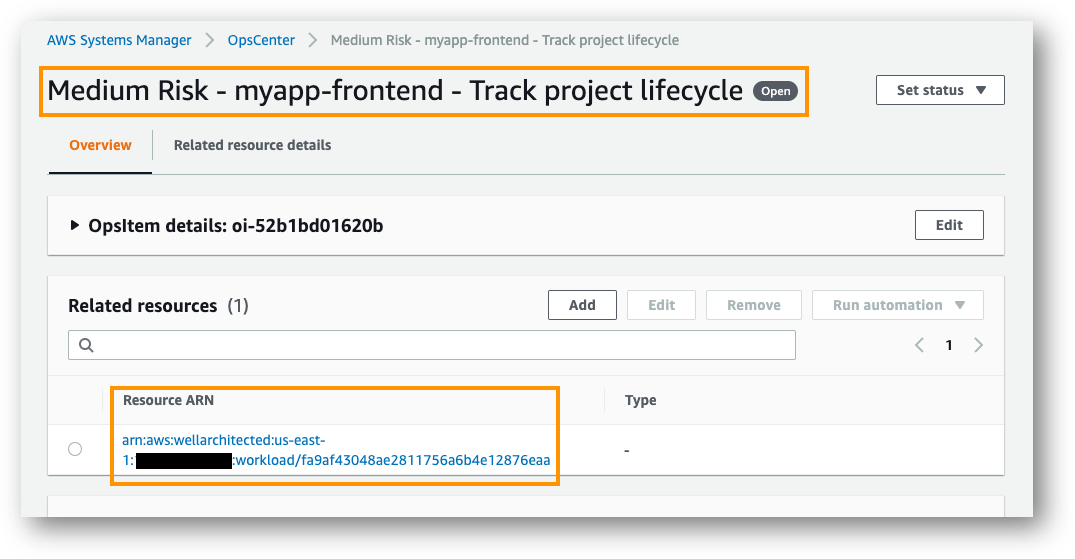 AWS Systems Manager > OpsCenter > Medium Risk - myapp-frontend - Track project lifecycle
Medium Risk - myapp-frontend - Track project lifecycle Open
Set status
Overview
Related resource details
OpsItem details: oi-52b1bd01620b
Edit
Related resources (1)
Add
Edit
Remove
Run automation
1
Resource ARN
Type
arn:aws:wellarchitected:us-east-
1: :workload/fa9af43048ae2811756a6b4e12876eaa
-